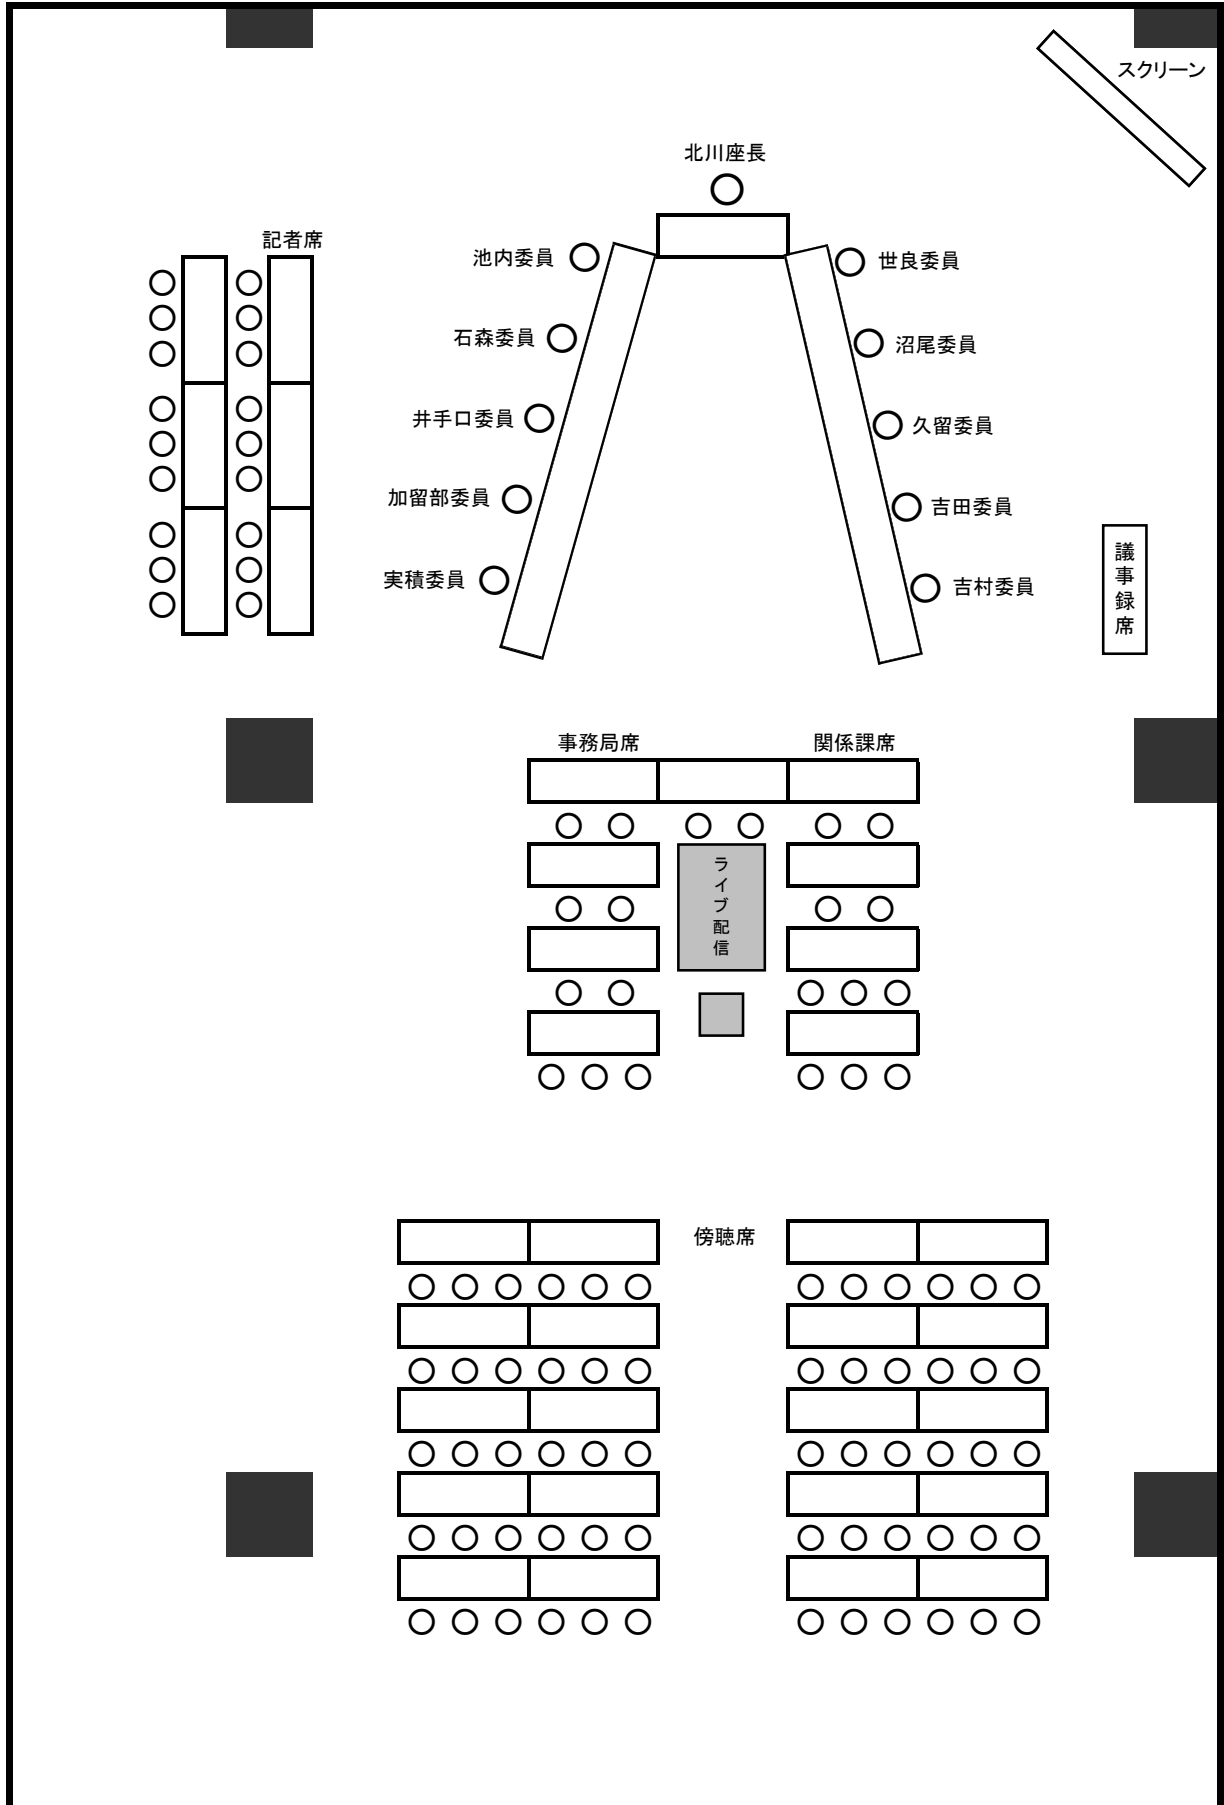 スクリーン
北川座長
記者席
池内委員
世良委員
石森委員
沼尾委員
井手口委員
久留委員
加留部委員
吉田委員
実積委員
吉村委員
議事録席
事務局席
関係課席
ライブ配信
傍聴席